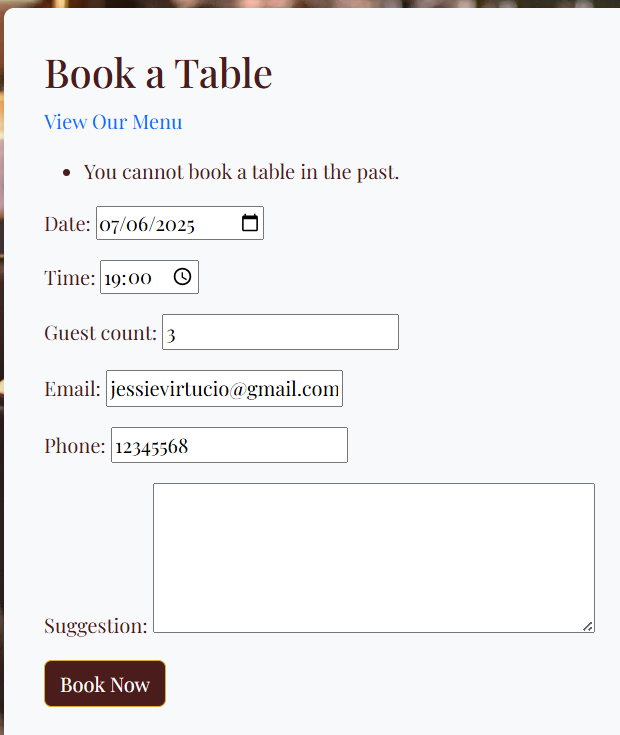 Book a Table
View Our Menu
• You cannot book a table in the past.
Date: 07/06/2025
Time: 19:00
Guest count: 3
Email: jessievirtucio@gmail.com
Phone: 12345568
Suggestion:
Book Now